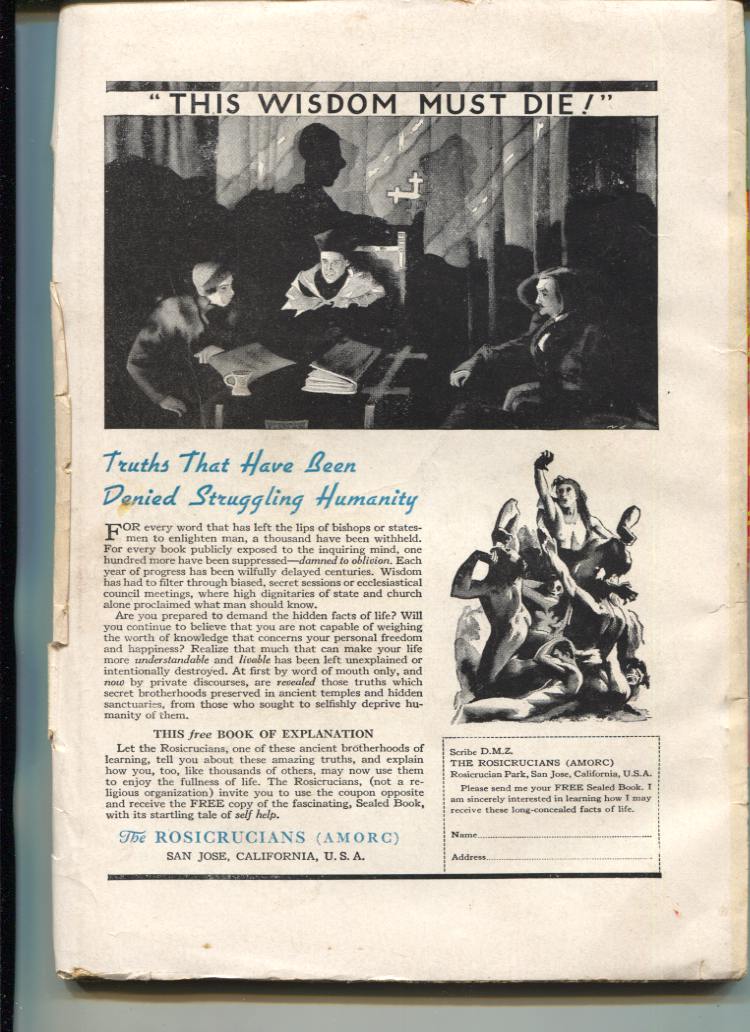 "THIS WISDOM MUST DIE!"
Truths That Have Been
Denied Struggling Humanity
FOR every word that has left the lips of bishops or states-
men to enlighten man, a thousand have been withheld.
For every book publicly exposed to the inquiring mind, one
hundred more have been suppressed—damned to oblivion. Each
year of progress has been wilfully delayed centuries. Wisdom
has had to filter through biased, secret sessions or ecclesiastical
council meetings, where high dignitaries of state and church
alone proclaimed what man should know.
Are you prepared to demand the hidden facts of life? Will
you continue to believe that you are not capable of weighing
the worth of knowledge that concerns your personal freedom
and happiness? Realize that much that can make your life
more understandable and livable has been left unexplained or
intentionally destroyed. At first by word of mouth only, and
now by private discourses, are revealed those truths which
secret brotherhoods preserved in ancient temples and hidden
sanctuaries, from those who sought to selfishly deprive hu-
manity of them.
THIS free BOOK OF EXPLANATION
Let the Rosicrucians, one of these ancient brotherhoods of
learning, tell you about these amazing truths, and explain
how you, too, like thousands of others, may now use them
to enjoy the fullness of life. The Rosicrucians, (not a re-
ligious organization) invite you to use the coupon opposite
and receive the FREE copy of the fascinating, Sealed Book,
with its startling tale of self help.
The ROSICRUCIANS (AMORC)
SAN JOSE, CALIFORNIA, U. S. A.
Scribe D.M.Z.
THE ROSICRUCIANS (AMORC)
Rosicrucian Park, San Jose, California, U.S.A.
Please send me your FREE Sealed Book. I
am sincerely interested in learning how I may
receive these long-concealed facts of life.
Name
Address